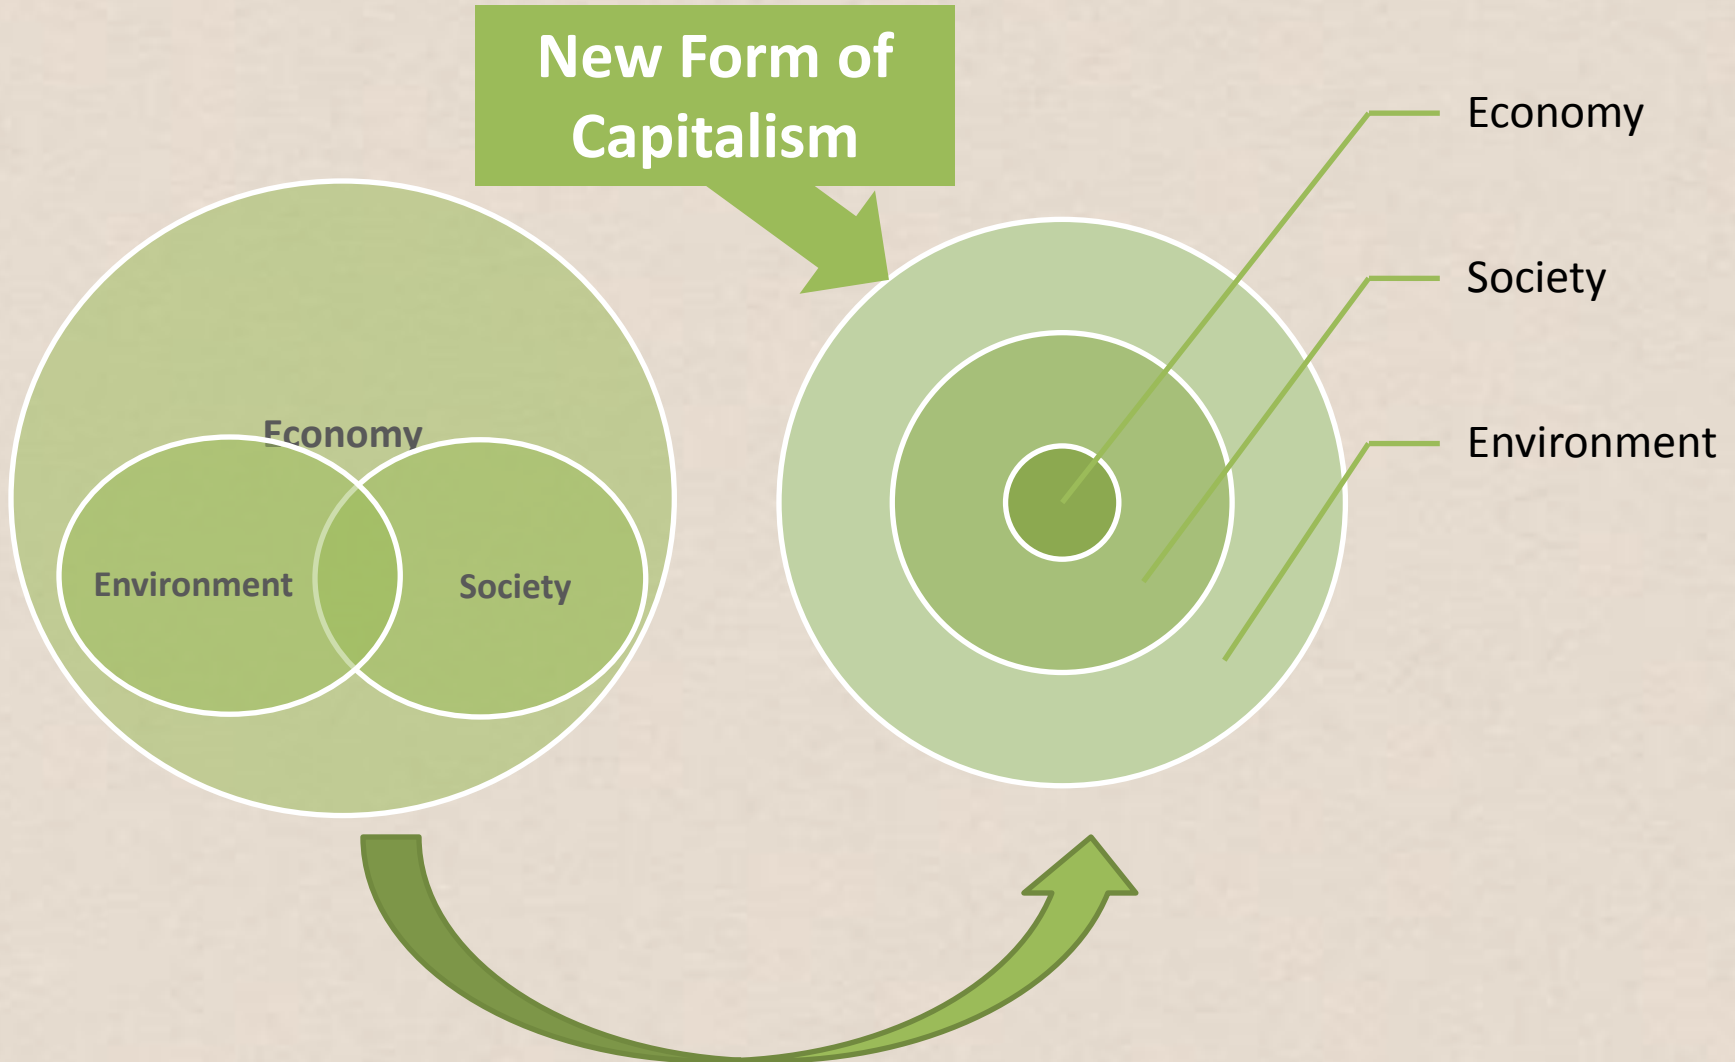 New Form of
Capitalism
Economy
Environment
Society
Economy
Society
Environment